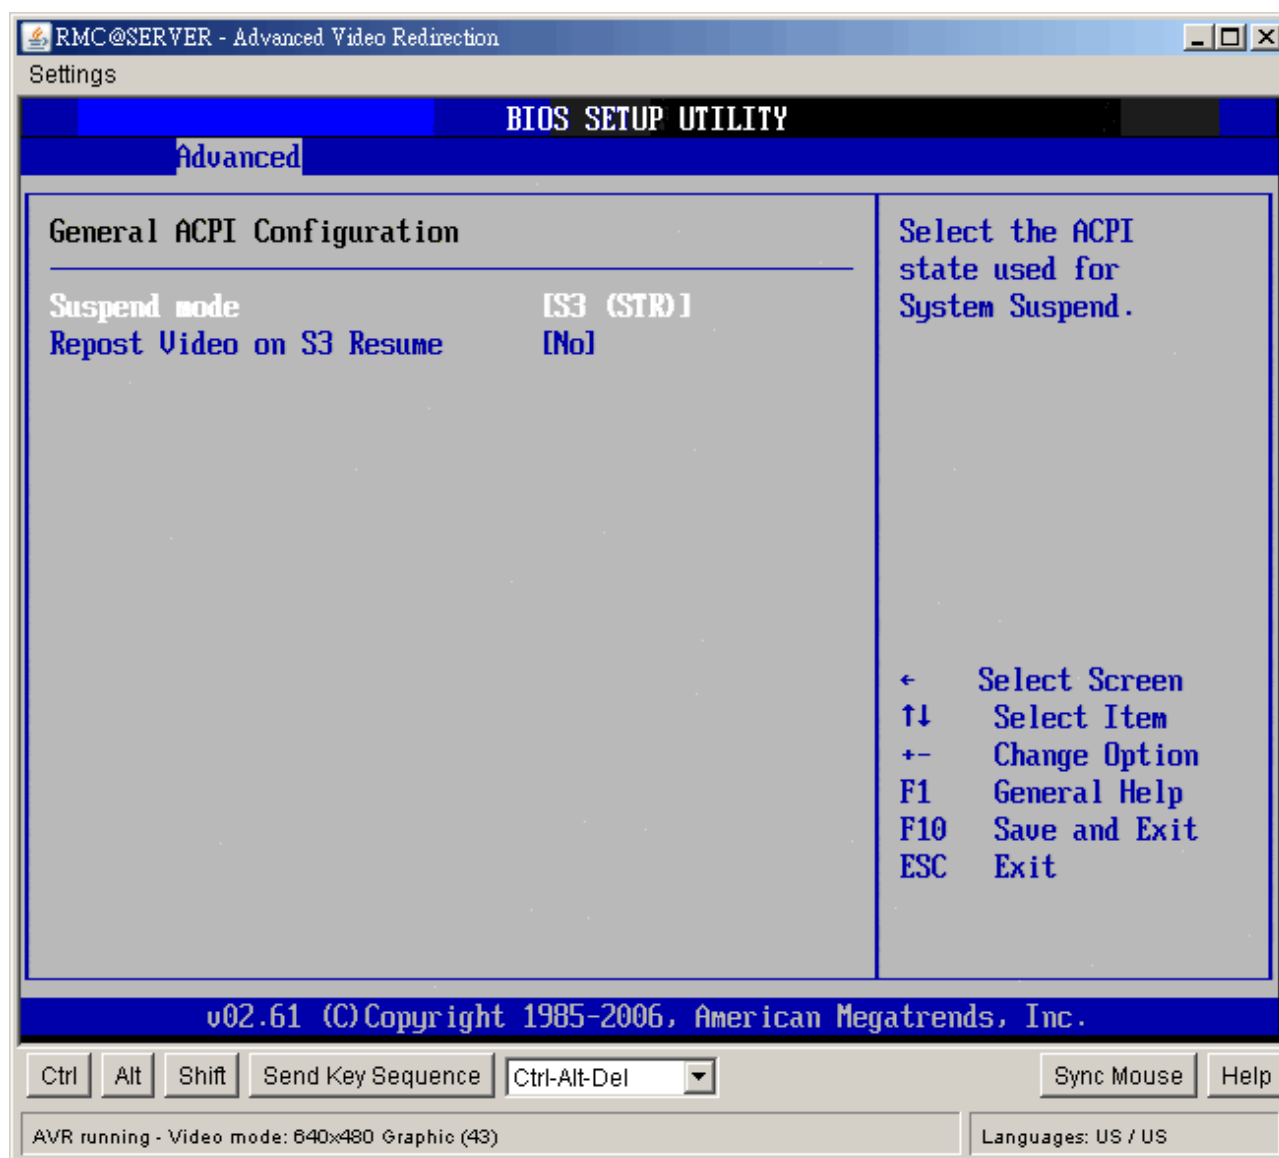 RMC@SERVER - Advanced Video Redirection
Settings
BIOS SETUP UTILITY
Advanced
General ACPI Configuration
Suspend mode [S3 (STR)]
Repost Video on S3 Resume [No]
Select the ACPI
state used for
System Suspend.
← Select Screen
↑↓ Select Item
+- Change Option
F1 General Help
F10 Save and Exit
ESC Exit
v02.61 (C)Copyright 1985-2006, American Megatrends, Inc.
Ctrl Alt Shift Send Key Sequence Ctrl-Alt-Del Sync Mouse Help
AVR running - Video mode: 640x480 Graphic (43) Languages: US / US